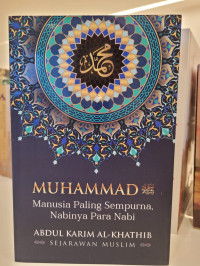 محمد
MUHAMMAD ﷺ
Manusia Paling Sempurna,
Nabinya Para Nabi
ABDUL KARIM AL-KHATHIB
SEJARAWAN MUSLIM